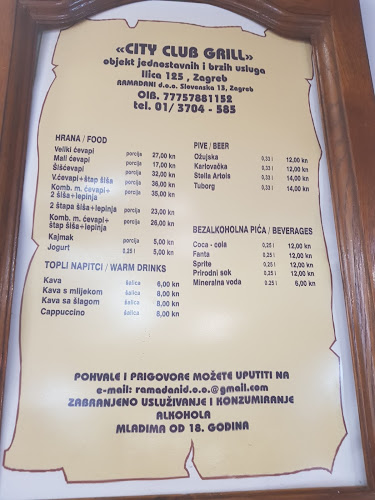 «CITY CLUB GRILL»
objekt jednostavnih i brzih usluga
Ilica 125, Zagreb
RAMADANI d.o.o. Slovenska 13, Zagreb
OIB. 77757881152
tel. 01/ 3704 - 585
HRANA / FOOD
Veliki ćevapi porcija 27,00 kn
Mali ćevapi porcija 17,00 kn
Šišćevapi porcija 32,00 kn
V.ćevapi+štap šiša porcija 35,00 kn
Komb. m. ćevapi+ porcija 36,00 kn
2 šiša+lepinja
2 štapa šiša+lepinja porcija 23,00 kn
Komb. m. ćevapi+ porcija 26,00 kn
štap šiša+lepinja
Kajmak porcija 5,00 kn
Jogurt 0,25 l 5,00 kn
TOPLI NAPITCI / WARM DRINKS
Kava šalica 6,00 kn
Kava s mlijekom šalica 8,00 kn
Kava sa šlagom šalica 8,00 kn
Cappuccino šalica 8,00 kn
PIVE / BEER
Ožujska 0,33 l 12,00 kn
Karlovačka 0,33 l 12,00 kn
Stella Artois 0,33 l 14,00 kn
Tuborg 0,33 l 14,00 kn
BEZALKOHOLNA PIĆA / BEVERAGES
Coca - cola 0,25 l 12,00 kn
Fanta 0,25 l 12,00 kn
Sprite 0,25 l 12,00 kn
Prirodni sok 0,25 l 12,00 kn
Mineralna voda 0,25 l 6,00 kn
POHVALE I PRIGOVORE MOŽETE UPUTITI NA
e-mail: ramadanid.o.o.@gmail.com
ZABRANJENO USLUŽIVANJE I KONZUMIRANJE
ALKOHOLA
MLADIMA OD 18. GODINA